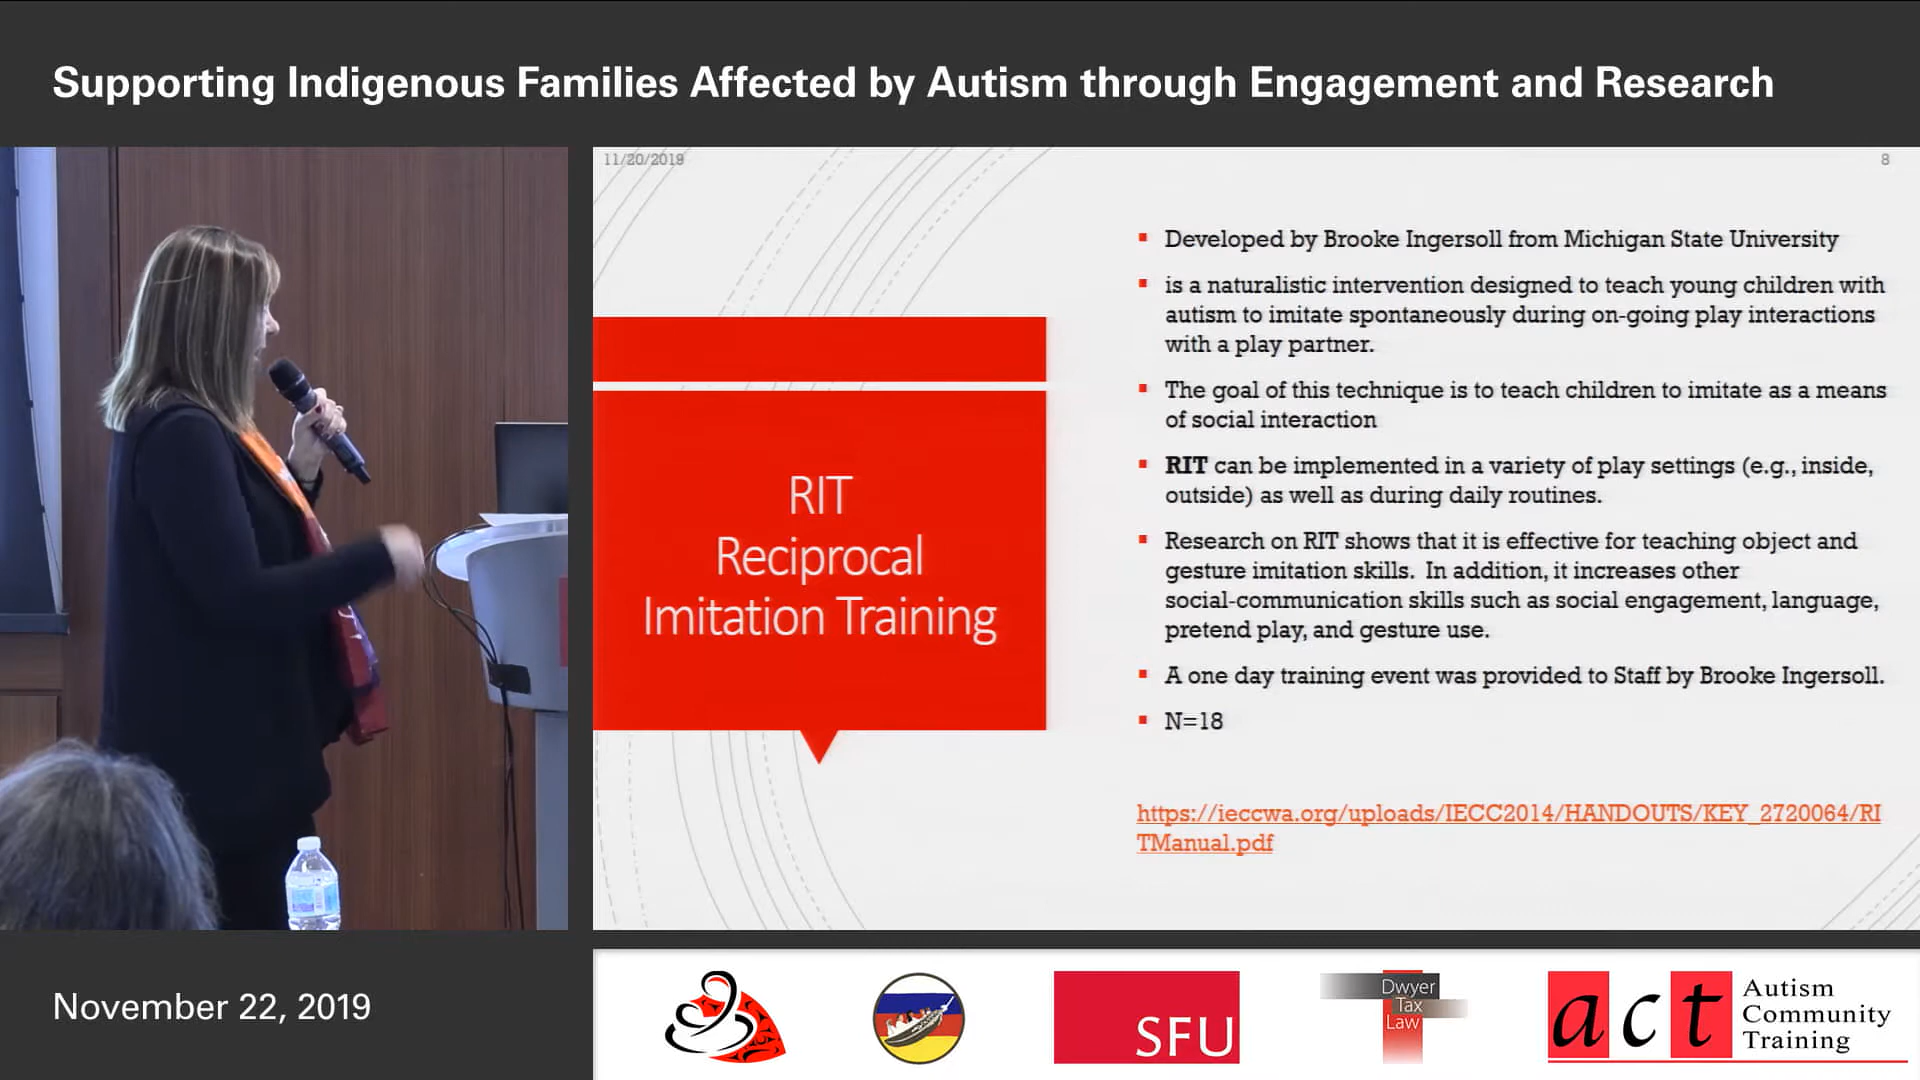 Supporting Indigenous Families Affected by Autism through Engagement and Research
11/20/2019
8
RIT
Reciprocal
Imitation Training
Developed by Brooke Ingersoll from Michigan State University
is a naturalistic intervention designed to teach young children with
autism to imitate spontaneously during on-going play interactions
with a play partner.
The goal of this technique is to teach children to imitate as a means
of social interaction
RIT can be implemented in a variety of play settings (e.g., inside,
outside) as well as during daily routines.
Research on RIT shows that it is effective for teaching object and
gesture imitation skills. In addition, it increases other
social-communication skills such as social engagement, language,
pretend play, and gesture use.
A one day training event was provided to Staff by Brooke Ingersoll.
N=18
https://ieccwa.org/uploads/IECC2014/HANDOUTS/KEY_2720064/RI
TManual.pdf
November 22, 2019
SFU
Dwyer
Tax
Law
act
Autism
Community
Training